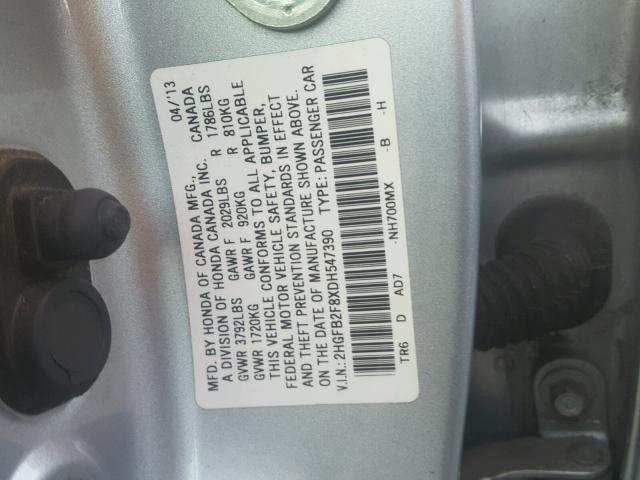 MFD. BY HONDA OF CANADA MFG., 04/'13
A DIVISION OF HONDA CANADA INC. CANADA
GVWR 3792LBS GAWR F 2029LBS R 1786LBS
GVWR 1720KG GAWR F 920KG R 810KG
THIS VEHICLE CONFORMS TO ALL APPLICABLE
FEDERAL MOTOR VEHICLE SAFETY, BUMPER,
AND THEFT PREVENTION STANDARDS IN EFFECT
ON THE DATE OF MANUFACTURE SHOWN ABOVE.
V.I.N.: 2HGFB2F8XDH547390 TYPE: PASSENGER CAR
TR6 D AD7 -NH700MX -B -H